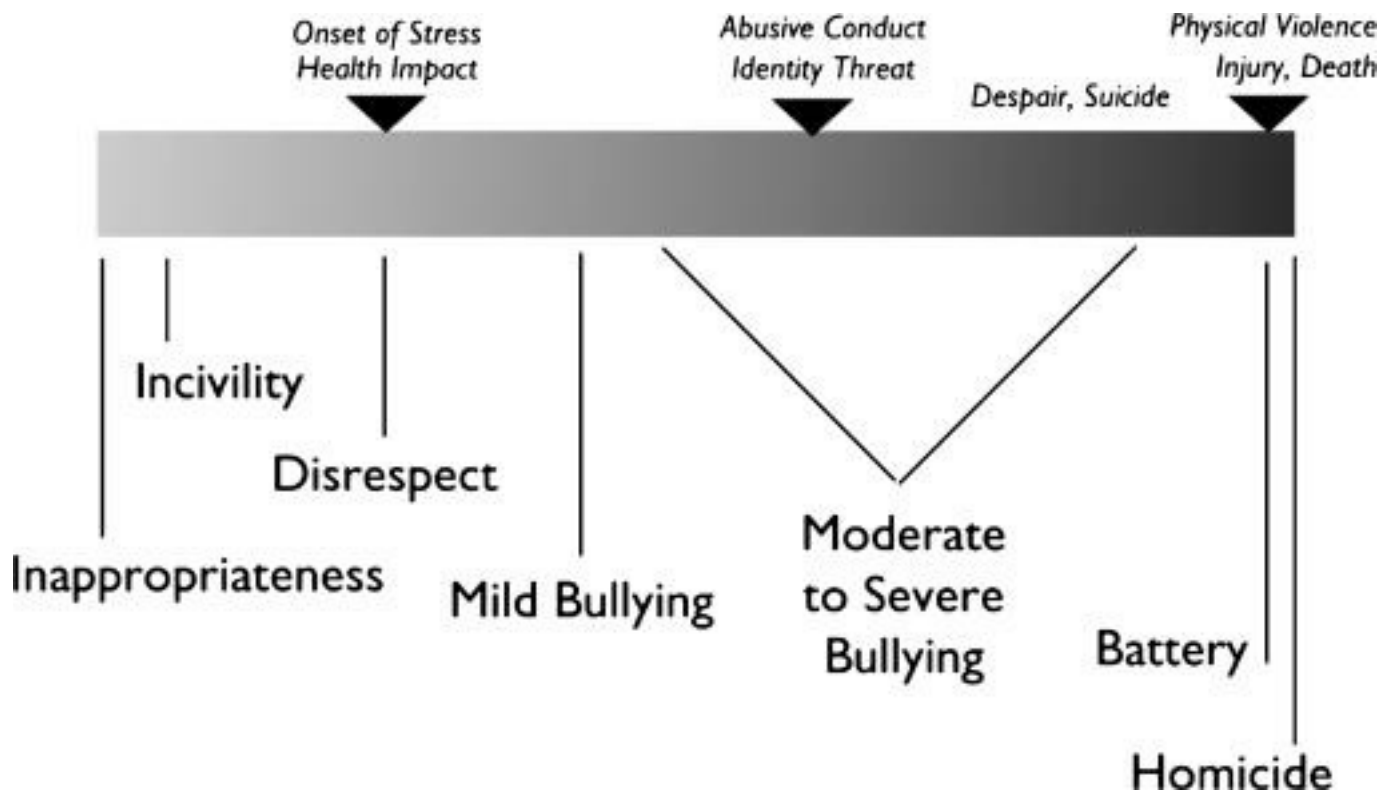 Onset of Stress
Health Impact
Abusive Conduct
Identity Threat
Despair, Suicide
Physical Violence
Injury, Death
Incivility
Disrespect
Inappropriateness
Mild Bullying
Moderate
to Severe
Bullying
Battery
Homicide